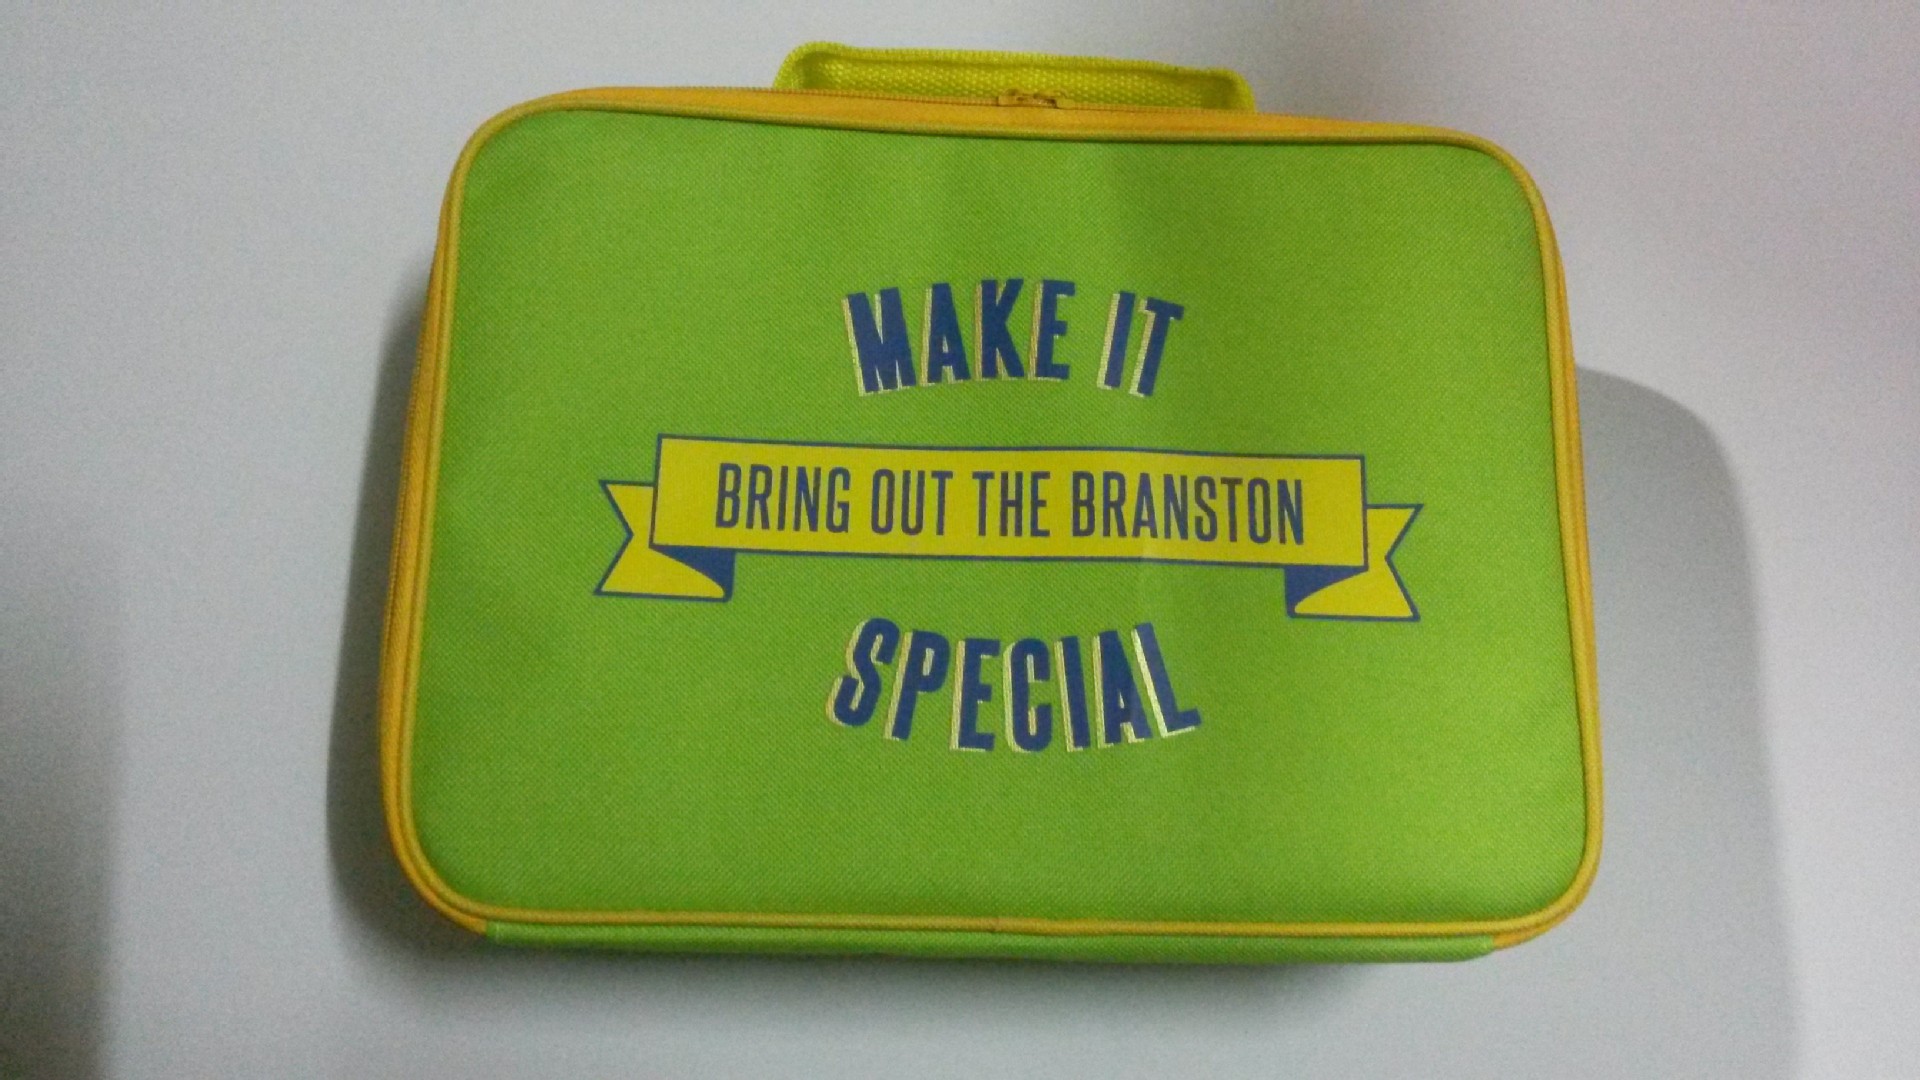 MAKE IT
BRING OUT THE BRANSTON
SPECIAL